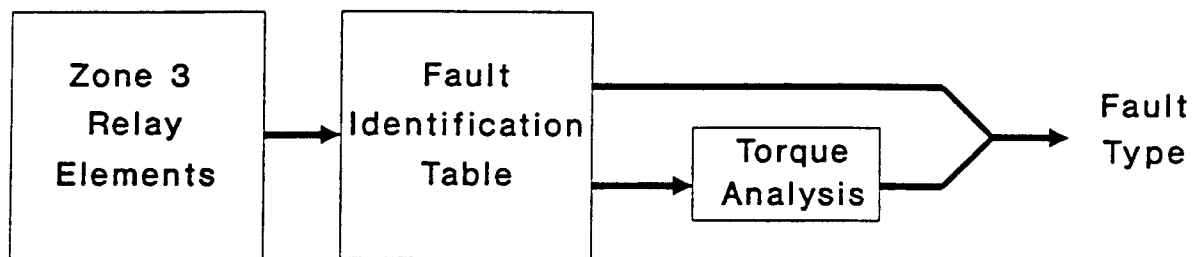 Zone 3
Relay
Elements
Fault
Identification
Table
Torque
Analysis
Fault
Type